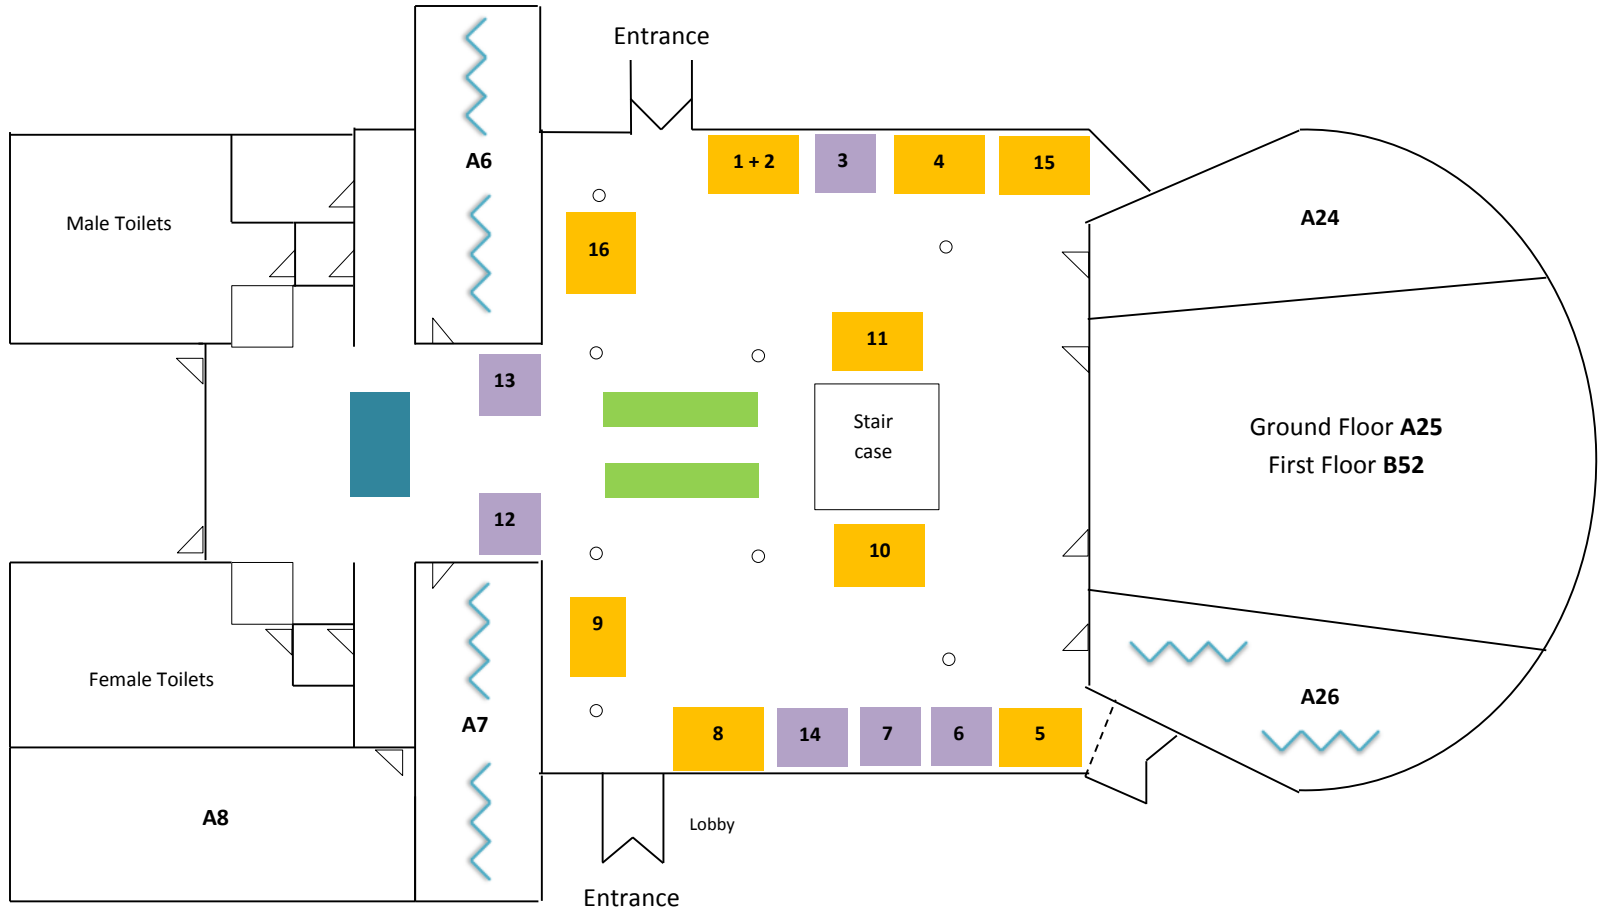 Entrance
A6
1 + 2
3
4
15
Male Toilets
16
A24
11
13
Stair
case
Ground Floor A25
First Floor B52
12
10
9
Female Toilets
A7
A26
8
14
7
6
5
A8
Lobby
Entrance